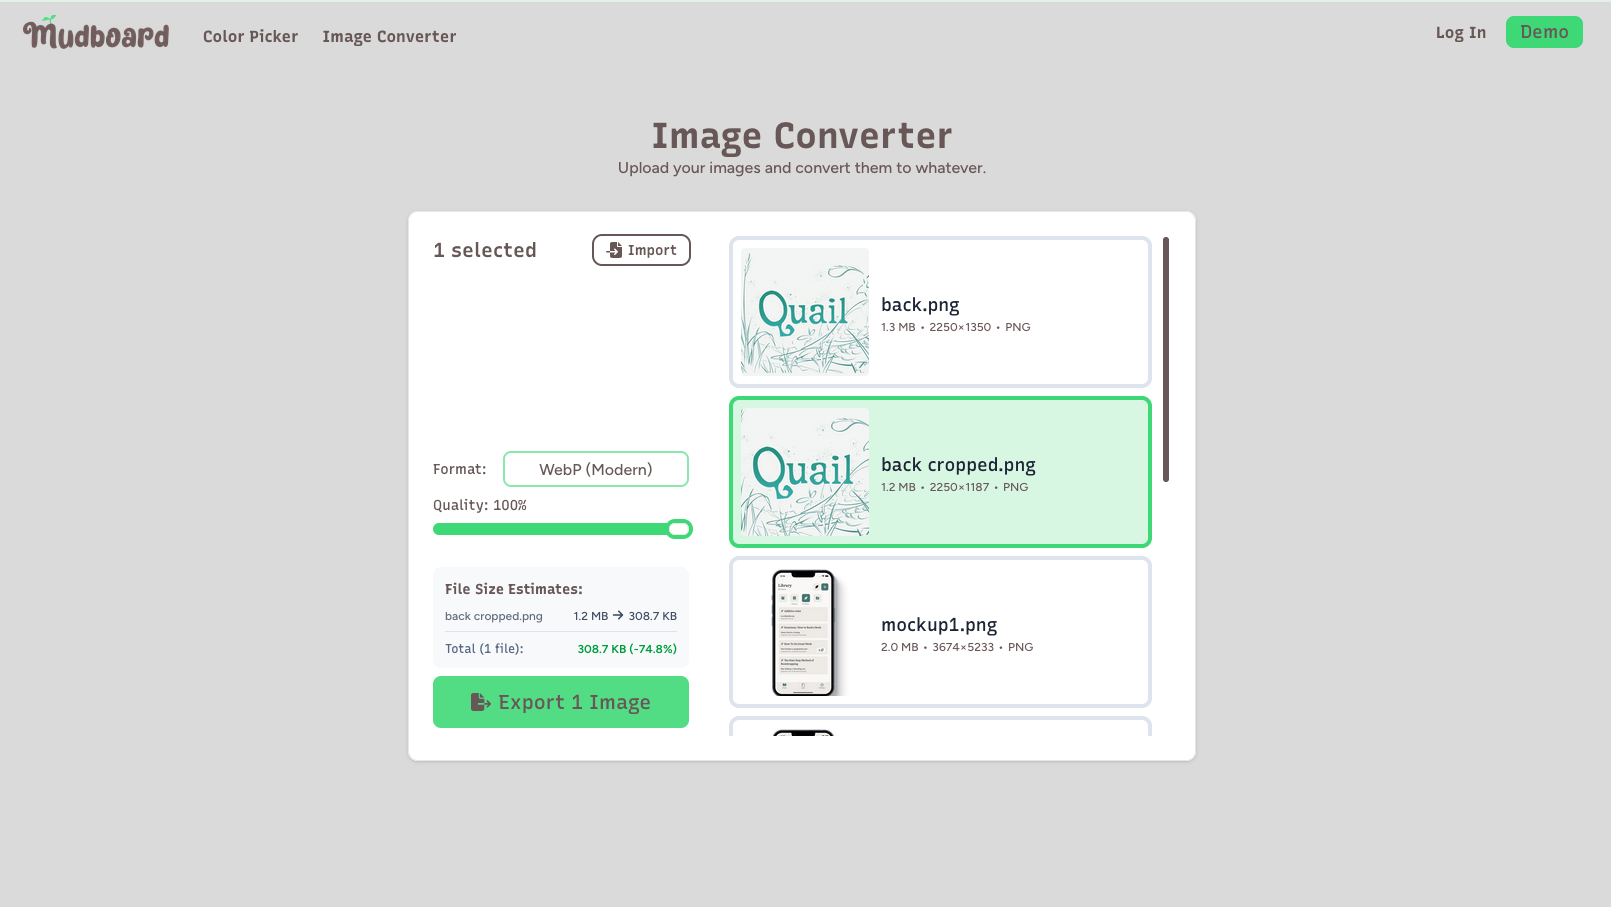 Mudboard
Color Picker
Image Converter
Log In
Demo
Image Converter
Upload your images and convert them to whatever.
1 selected
Import
Format:
WebP (Modern)
Quality: 100%
File Size Estimates:
back cropped.png 1.2 MB → 308.7 KB
Total (1 file): 308.7 KB (-74.8%)
Export 1 Image
Quail
back.png
1.3 MB • 2250×1350 • PNG
Quail
back cropped.png
1.2 MB • 2250×1187 • PNG
Library
mockup1.png
2.0 MB • 3674×5233 • PNG